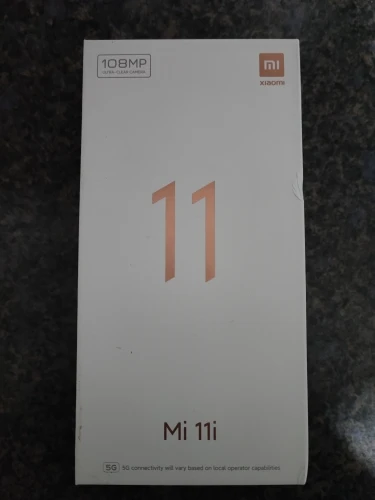 108MP
ULTRA-CLEAR CAMERA
mi
xiaomi
11
Mi 11i
5G 5G connectivity will vary based on local operator capabilities